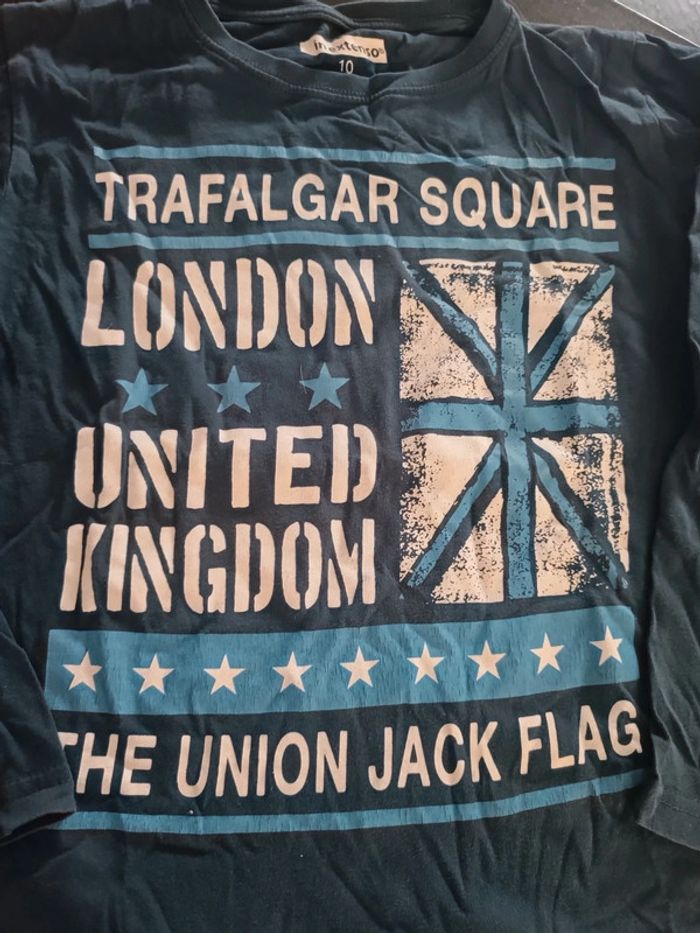 inextenso®
10
TRAFALGAR SQUARE
LONDON
UNITED
KINGDOM
THE UNION JACK FLAG